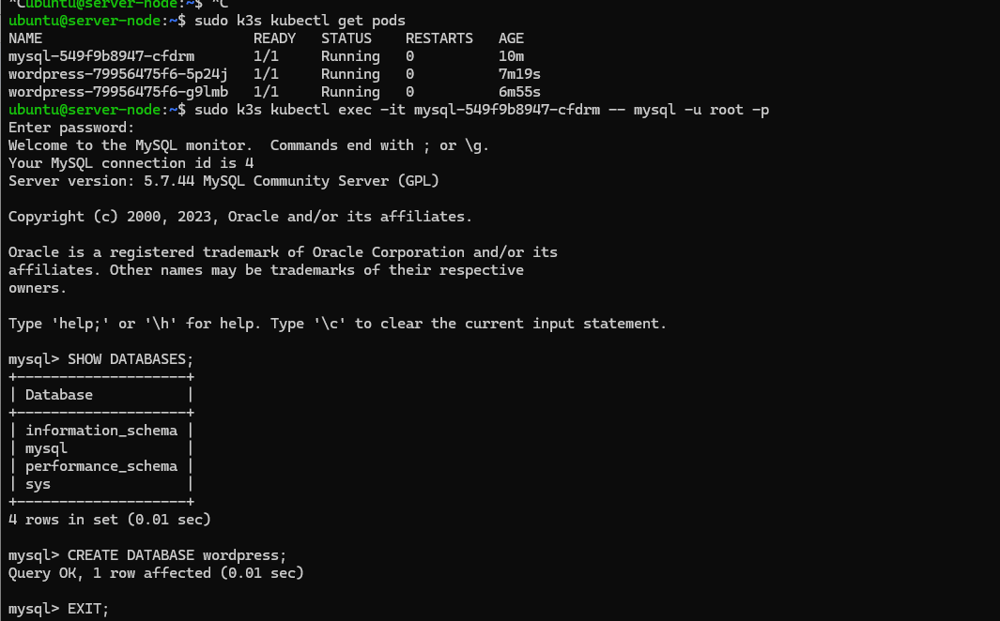 ^Cubuntu@server-node:~$ ^C
ubuntu@server-node:~$ sudo k3s kubectl get pods
NAME                         READY   STATUS    RESTARTS   AGE
mysql-549f9b8947-cfdrm       1/1     Running   0          10m
wordpress-79956475f6-5p24j   1/1     Running   0          7m19s
wordpress-79956475f6-g9lmb   1/1     Running   0          6m55s
ubuntu@server-node:~$ sudo k3s kubectl exec -it mysql-549f9b8947-cfdrm -- mysql -u root -p
Enter password:
Welcome to the MySQL monitor.  Commands end with ; or \g.
Your MySQL connection id is 4
Server version: 5.7.44 MySQL Community Server (GPL)

Copyright (c) 2000, 2023, Oracle and/or its affiliates.

Oracle is a registered trademark of Oracle Corporation and/or its
affiliates. Other names may be trademarks of their respective
owners.

Type 'help;' or '\h' for help. Type '\c' to clear the current input statement.

mysql> SHOW DATABASES;
+--------------------+
| Database           |
+--------------------+
| information_schema |
| mysql              |
| performance_schema |
| sys                |
+--------------------+
4 rows in set (0.01 sec)

mysql> CREATE DATABASE wordpress;
Query OK, 1 row affected (0.01 sec)

mysql> EXIT;